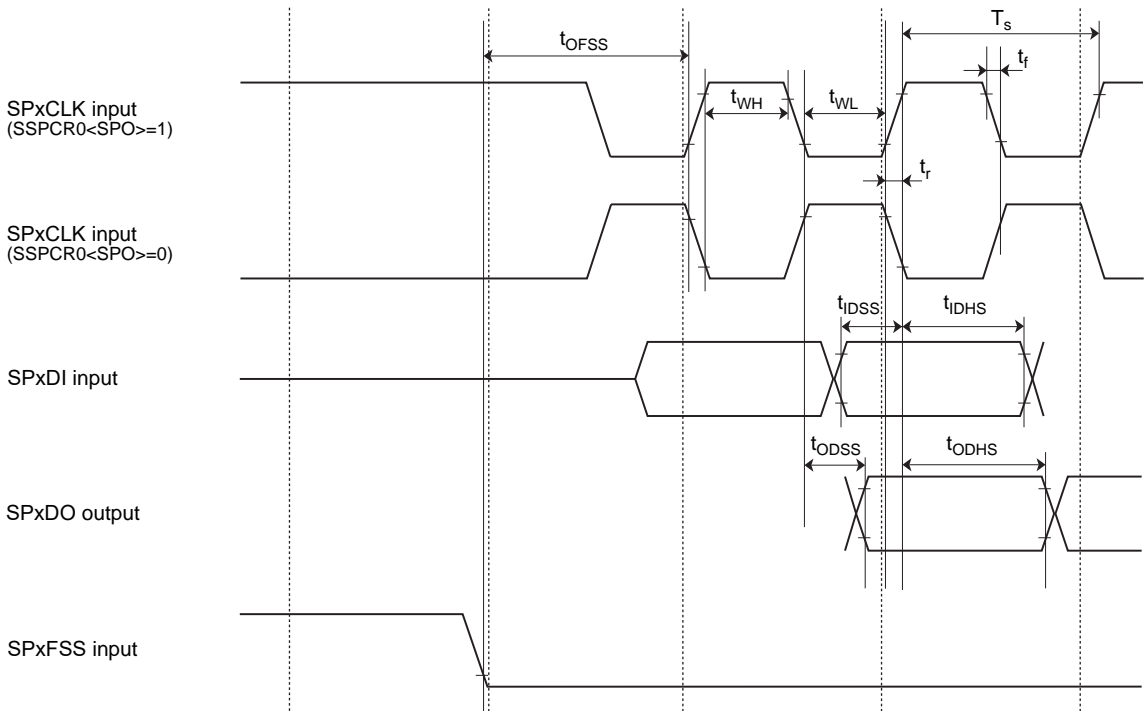 T_s
t_OFSS
t_f
SPxCLK input
(SSPCR0<SPO>=1)
t_WH
t_WL
t_r
SPxCLK input
(SSPCR0<SPO>=0)
t_IDSS
t_IDHS
SPxDI input
t_ODSS
t_ODHS
SPxDO output
SPxFSS input